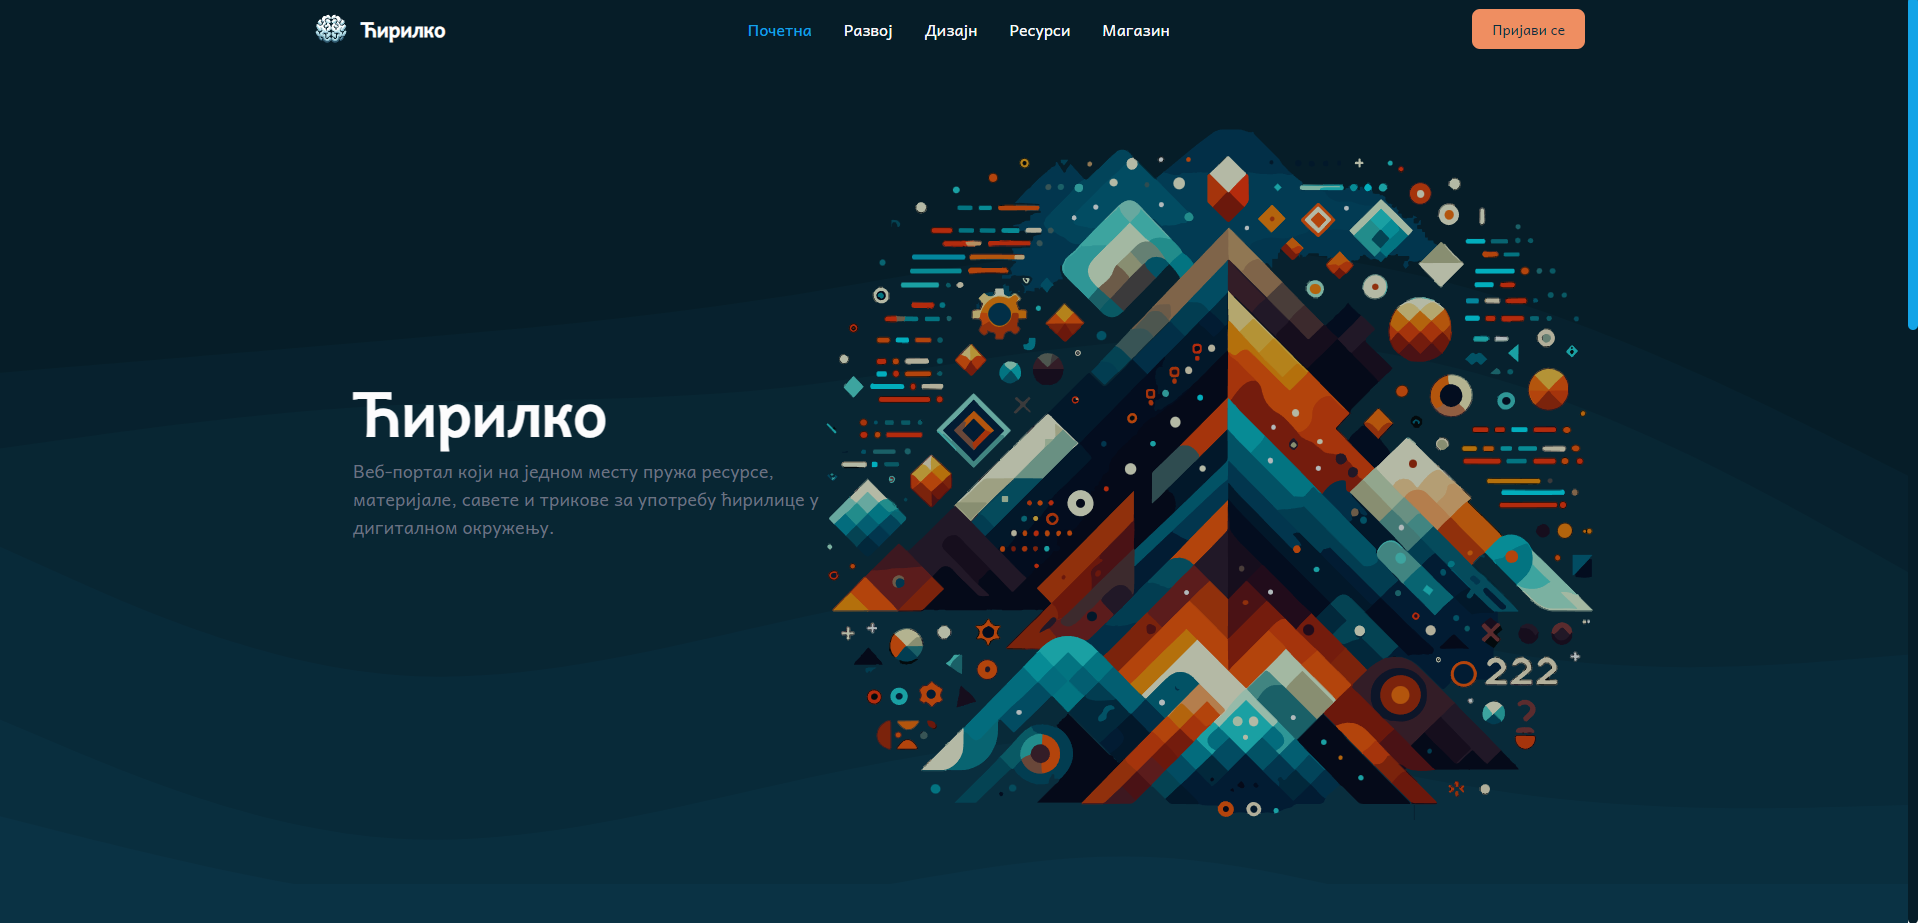 Ћирилко
Почетна
Развој
Дизајн
Ресурси
Магазин
Пријави се
Ћирилко
Веб-портал који на једном месту пружа ресурсе,
материјале, савете и трикове за употребу ћирилице у
дигиталном окружењу.
222